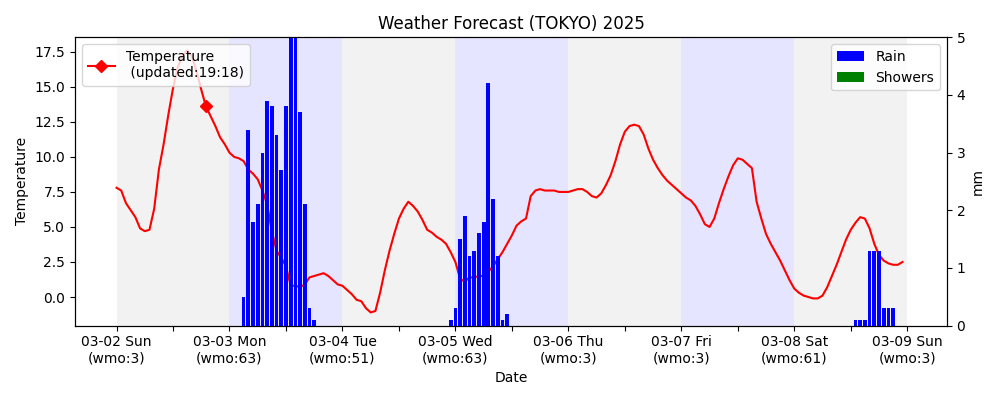 Weather Forecast (TOKYO) 2025
Temperature
(updated:19:18)
Rain
Showers
17.5
15.0
12.5
10.0
7.5
5.0
2.5
0.0
Temperature
5
4
3
2
1
0
mm
03-02 Sun 03-03 Mon 03-04 Tue 03-05 Wed 03-06 Thu 03-07 Fri 03-08 Sat 03-09 Sun
(wmo:3) (wmo:63) (wmo:51) (wmo:63) (wmo:3) (wmo:3) (wmo:61) (wmo:3)
Date